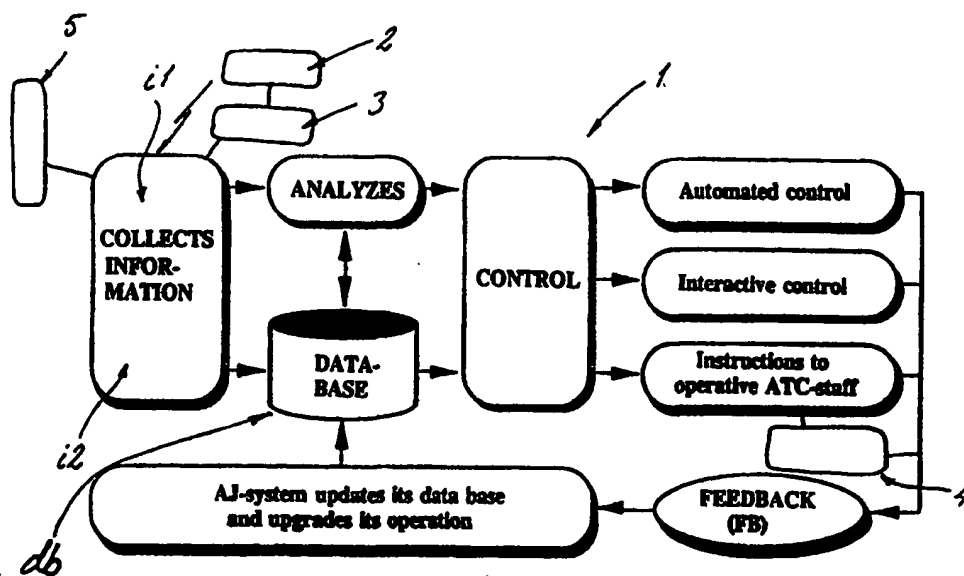 5
i1
2
3
1.
COLLECTS
INFOR-
MATION
ANALYZES
CONTROL
Automated control
Interactive control
Instructions to
operative ATC-staff
DATA-
BASE
i2
db
AJ-system updates its data base
and upgrades its operation
FEEDBACK
(FB)
4